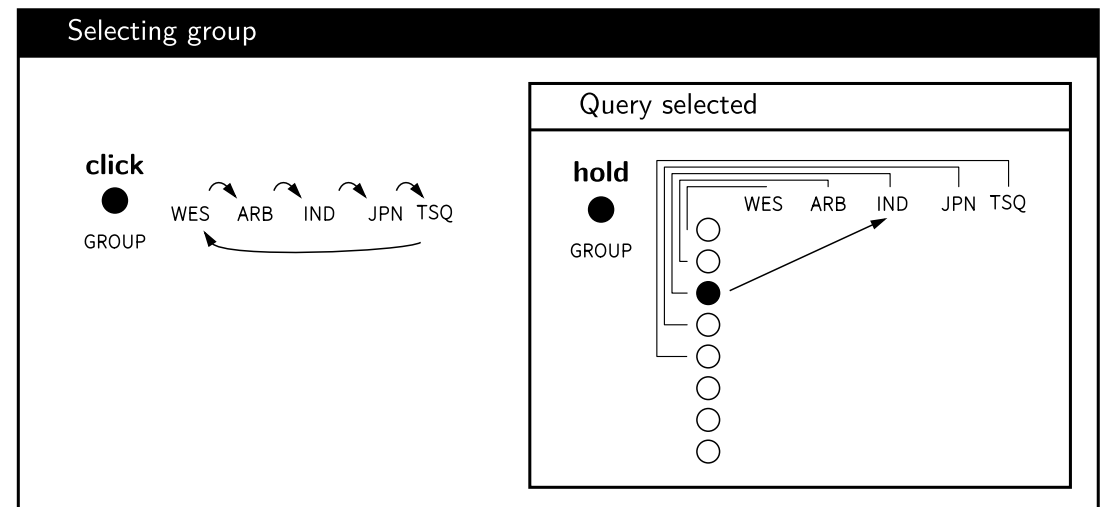 Selecting group
click
WES ARB IND JPN TSQ
GROUP
Query selected
hold
WES ARB IND JPN TSQ
GROUP